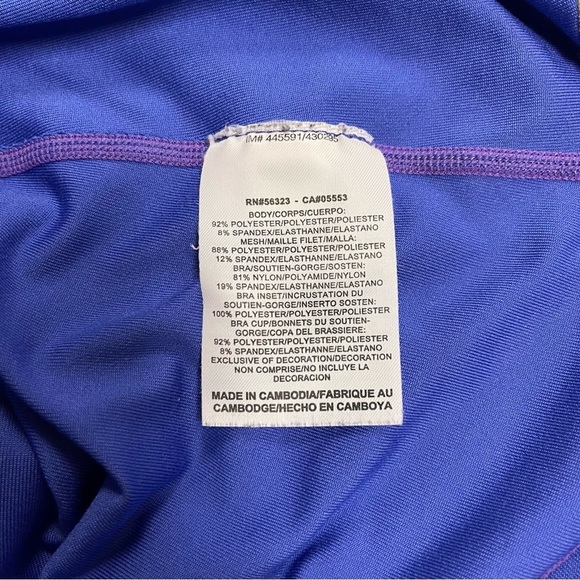 IM# 445591/430295
RN#56323 - CA#05553
BODY/CORPS/CUERPO:
92% POLYESTER/POLYESTER/POLIESTER
8% SPANDEX/ELASTHANNE/ELASTANO
MESH/MAILLE FILET/MALLA:
88% POLYESTER/POLYESTER/POLIESTER
12% SPANDEX/ELASTHANNE/ELASTANO
BRA/SOUTIEN-GORGE/SOSTEN:
81% NYLON/POLYAMIDE/NYLON
19% SPANDEX/ELASTHANNE/ELASTANO
BRA INSET/INCRUSTATION DU
SOUTIEN-GORGE/INSERTO SOSTEN:
100% POLYESTER/POLYESTER/POLIESTER
BRA CUP/BONNETS DU SOUTIEN-
GORGE/COPA DEL BRASSIERE:
92% POLYESTER/POLYESTER/POLIESTER
8% SPANDEX/ELASTHANNE/ELASTANO
EXCLUSIVE OF DECORATION/DECORATION
NON COMPRISE/NO INCLUYE LA
DECORACION
MADE IN CAMBODIA/FABRIQUE AU
CAMBODGE/HECHO EN CAMBOYA